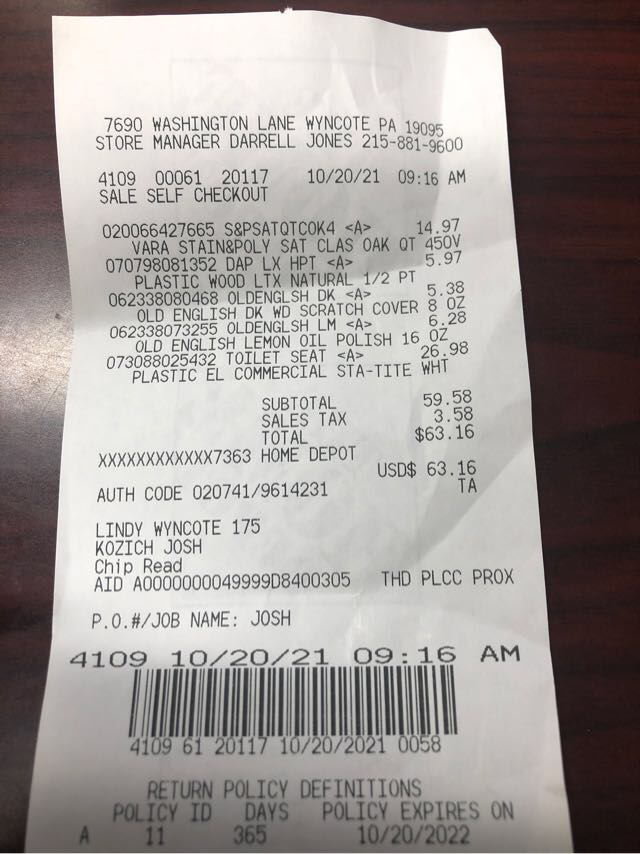 7690 WASHINGTON LANE WYNCOTE PA 19095
STORE MANAGER DARRELL JONES 215-881-9600
4109 00061 20117 10/20/21 09:16 AM
SALE SELF CHECKOUT
020066427665 S&PSATQTCOK4 <A> 14.97
VARA STAIN&POLY SAT CLAS OAK QT 450V
070798081352 DAP LX HPT <A> 5.97
PLASTIC WOOD LTX NATURAL 1/2 PT
062338080468 OLDENGLSH DK <A> 5.38
OLD ENGLISH DK WD SCRATCH COVER 8 OZ
062338073255 OLDENGLSH LM <A> 6.28
OLD ENGLISH LEMON OIL POLISH 16 OZ
073088025432 TOILET SEAT <A> 26.98
PLASTIC EL COMMERCIAL STA-TITE WHT
SUBTOTAL 59.58
SALES TAX 3.58
TOTAL $63.16
XXXXXXXXXXXX7363 HOME DEPOT
USD$ 63.16
AUTH CODE 020741/9614231 TA
LINDY WYNCOTE 175
KOZICH JOSH
Chip Read
AID A0000000049999D8400305 THD PLCC PROX
P.O.#/JOB NAME: JOSH
4109 10/20/21 09:16 AM
4109 61 20117 10/20/2021 0058
RETURN POLICY DEFINITIONS
POLICY ID DAYS POLICY EXPIRES ON
A 11 365 10/20/2022